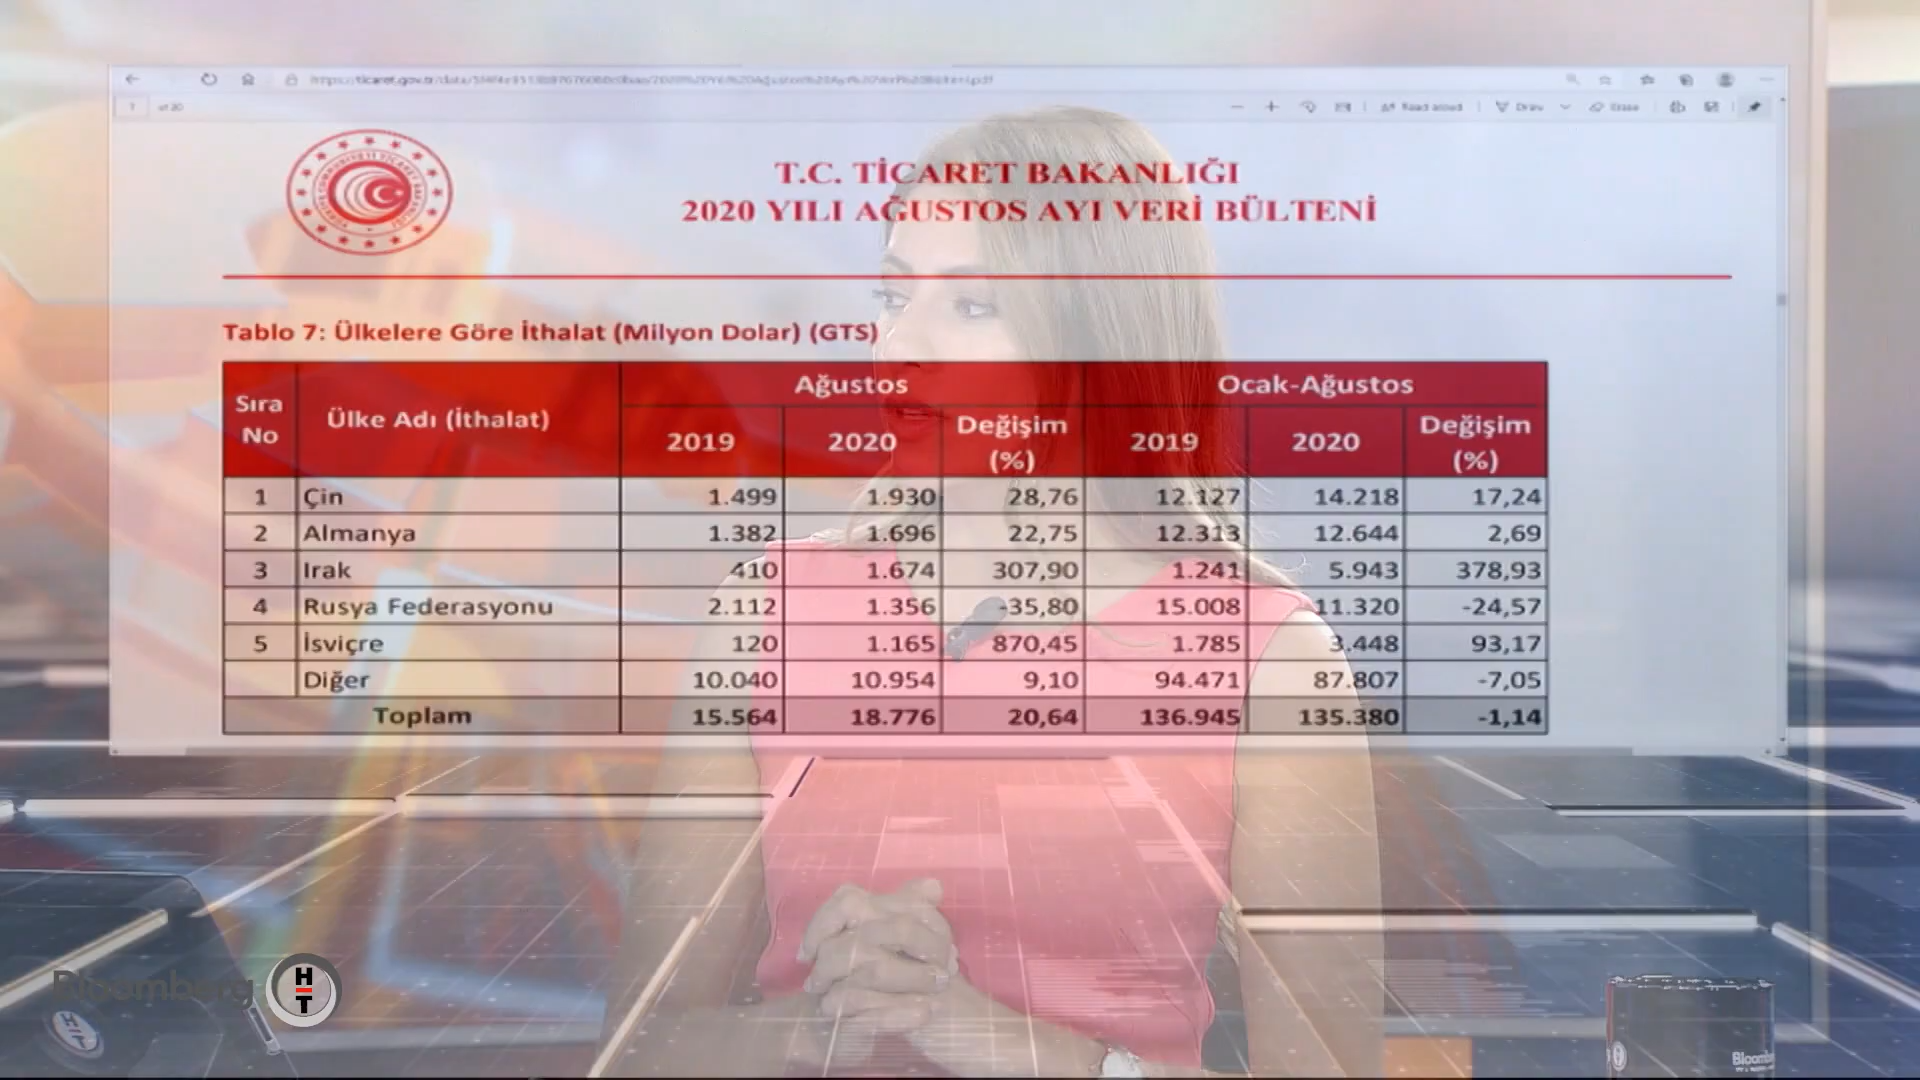 T.C. TİCARET BAKANLIĞI
2020 YILI AĞUSTOS AYI VERİ BÜLTENİ
Tablo 7: Ülkelere Göre İthalat (Milyon Dolar) (GTS)
Sıra No Ülke Adı (İthalat) Ağustos Ocak-Ağustos
2019 2020 Değişim (%) 2019 2020 Değişim (%)
1 Çin 1.499 1.930 28,76 12.127 14.218 17,24
2 Almanya 1.382 1.696 22,75 12.313 12.644 2,69
3 Irak 410 1.674 307,90 1.241 5.943 378,93
4 Rusya Federasyonu 2.112 1.356 -35,80 15.008 11.320 -24,57
5 İsviçre 120 1.165 870,45 1.785 3.448 93,17
Diğer 10.040 10.954 9,10 94.471 87.807 -7,05
Toplam 15.564 18.776 20,64 136.945 135.380 -1,14
Bloomberg HT